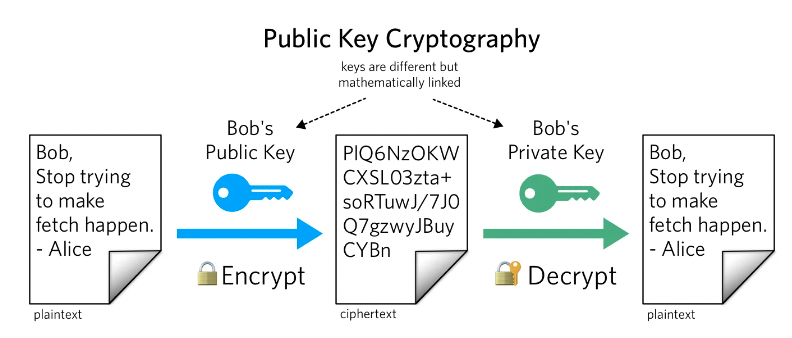 Public Key Cryptography
keys are different but
mathematically linked
Bob,
Stop trying
to make
fetch happen.
- Alice
plaintext
Bob's
Public Key
Encrypt
PlQ6NzOKW
CXSL03zta+
soRTuwJ/7J0
Q7gzwyJBuy
CYBn
ciphertext
Bob's
Private Key
Decrypt
Bob,
Stop trying
to make
fetch happen.
- Alice
plaintext